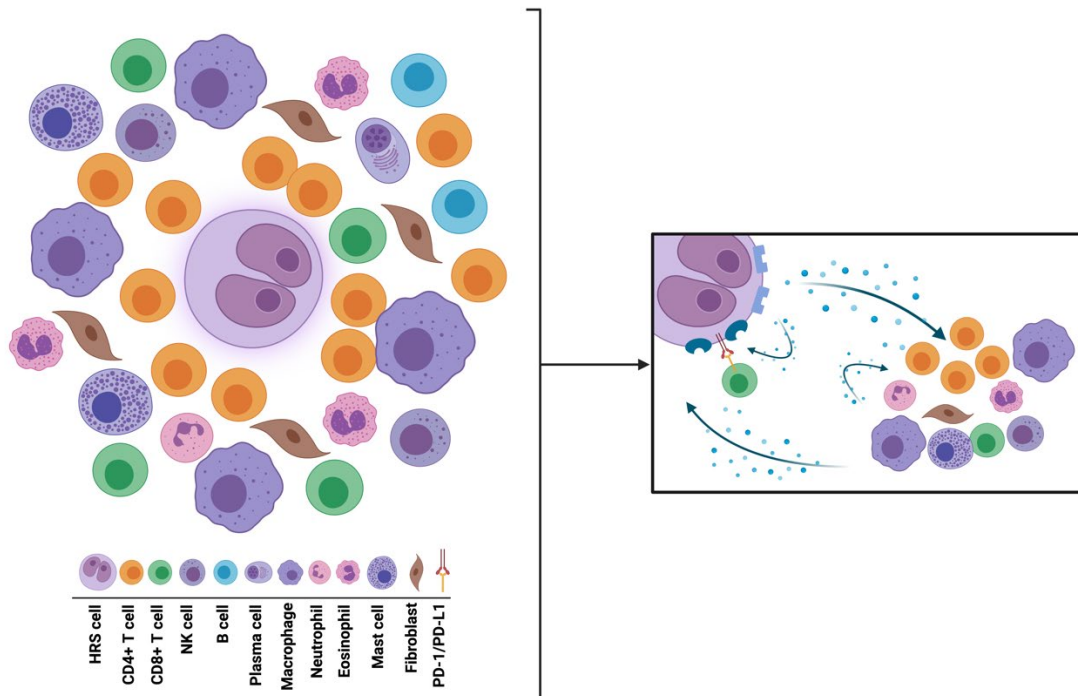 HRS cell
CD4+ T cell
CD8+ T cell
NK cell
B cell
Plasma cell
Macrophage
Neutrophil
Eosinophil
Mast cell
Fibroblast
PD-1/PD-L1